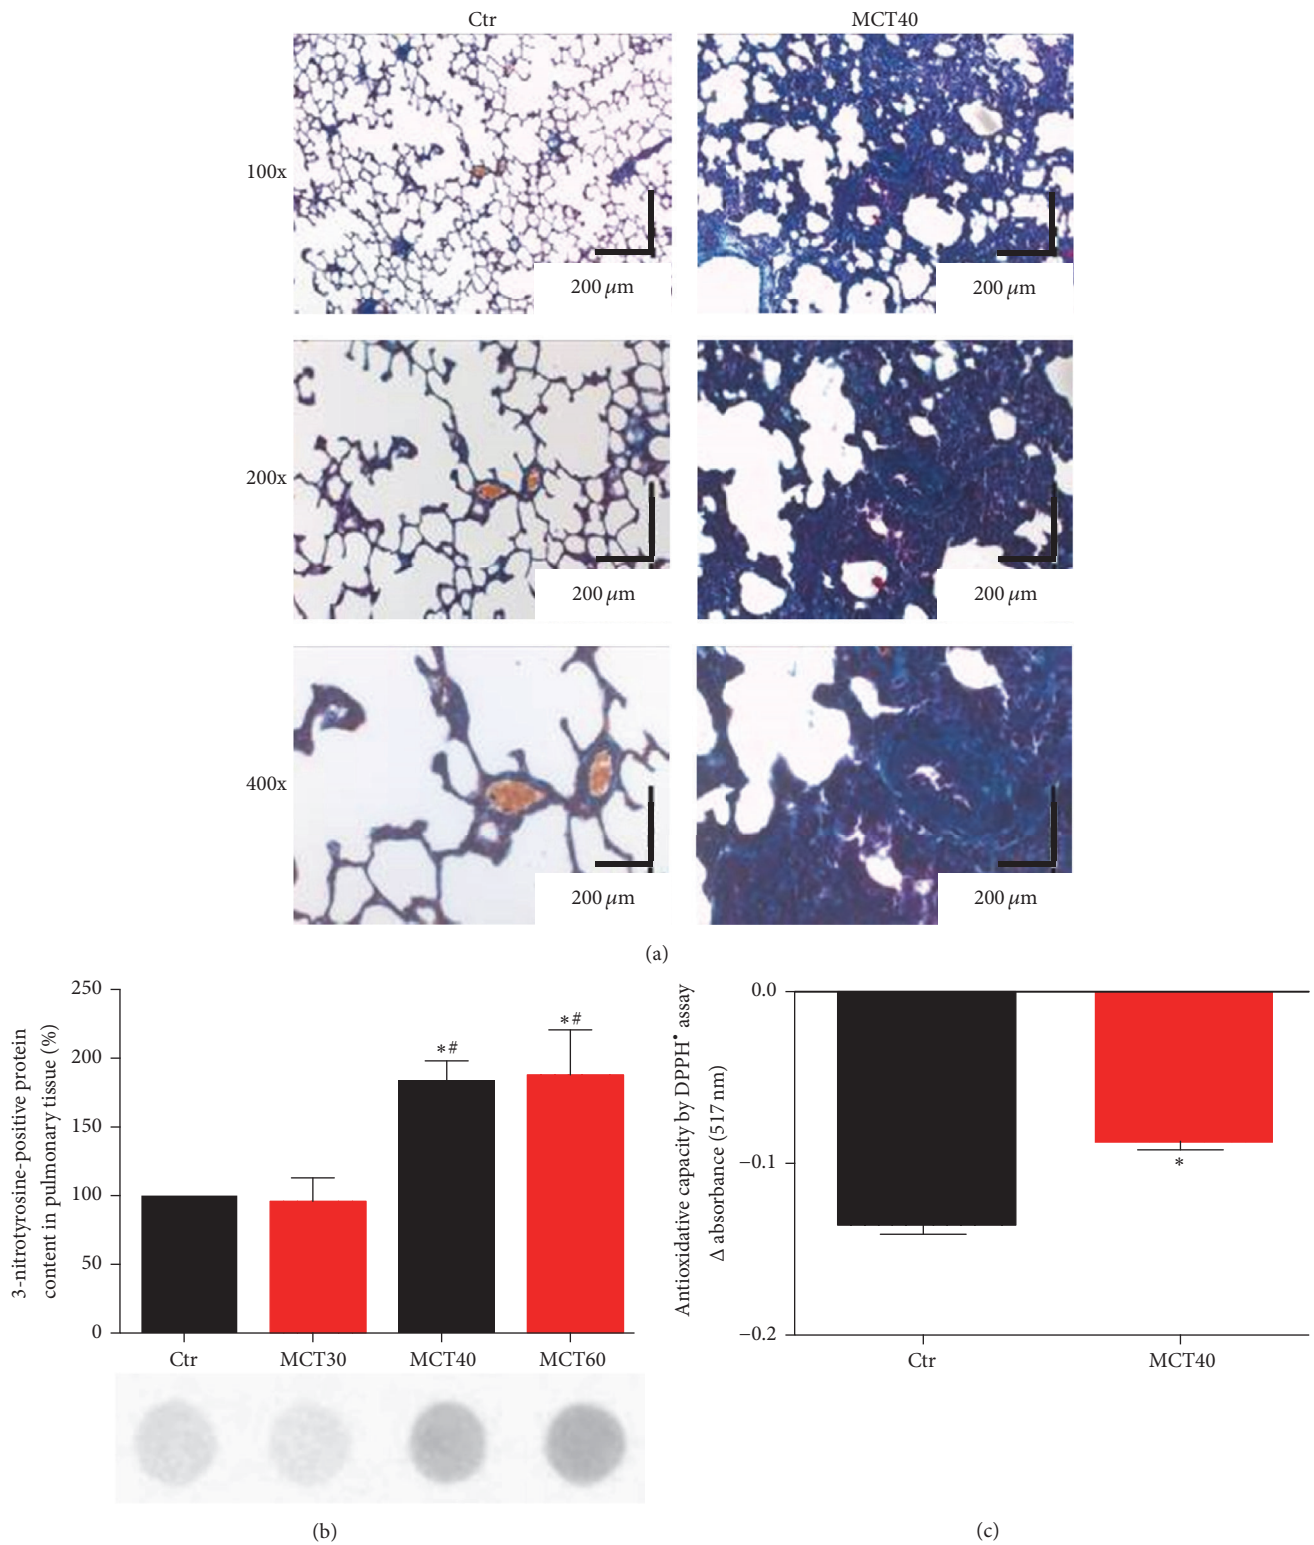 Ctr
MCT40
100x
200 μm
200 μm
200x
200 μm
200 μm
400x
200 μm
200 μm
(a)
3-nitrotyrosine-positive protein
content in pulmonary tissue (%)
250
200
150
100
50
0
*#
*#
Ctr
MCT30
MCT40
MCT60
(b)
Antioxidative capacity by DPPH• assay
Δ absorbance (517 nm)
0.0
−0.1
−0.2
*
Ctr
MCT40
(c)